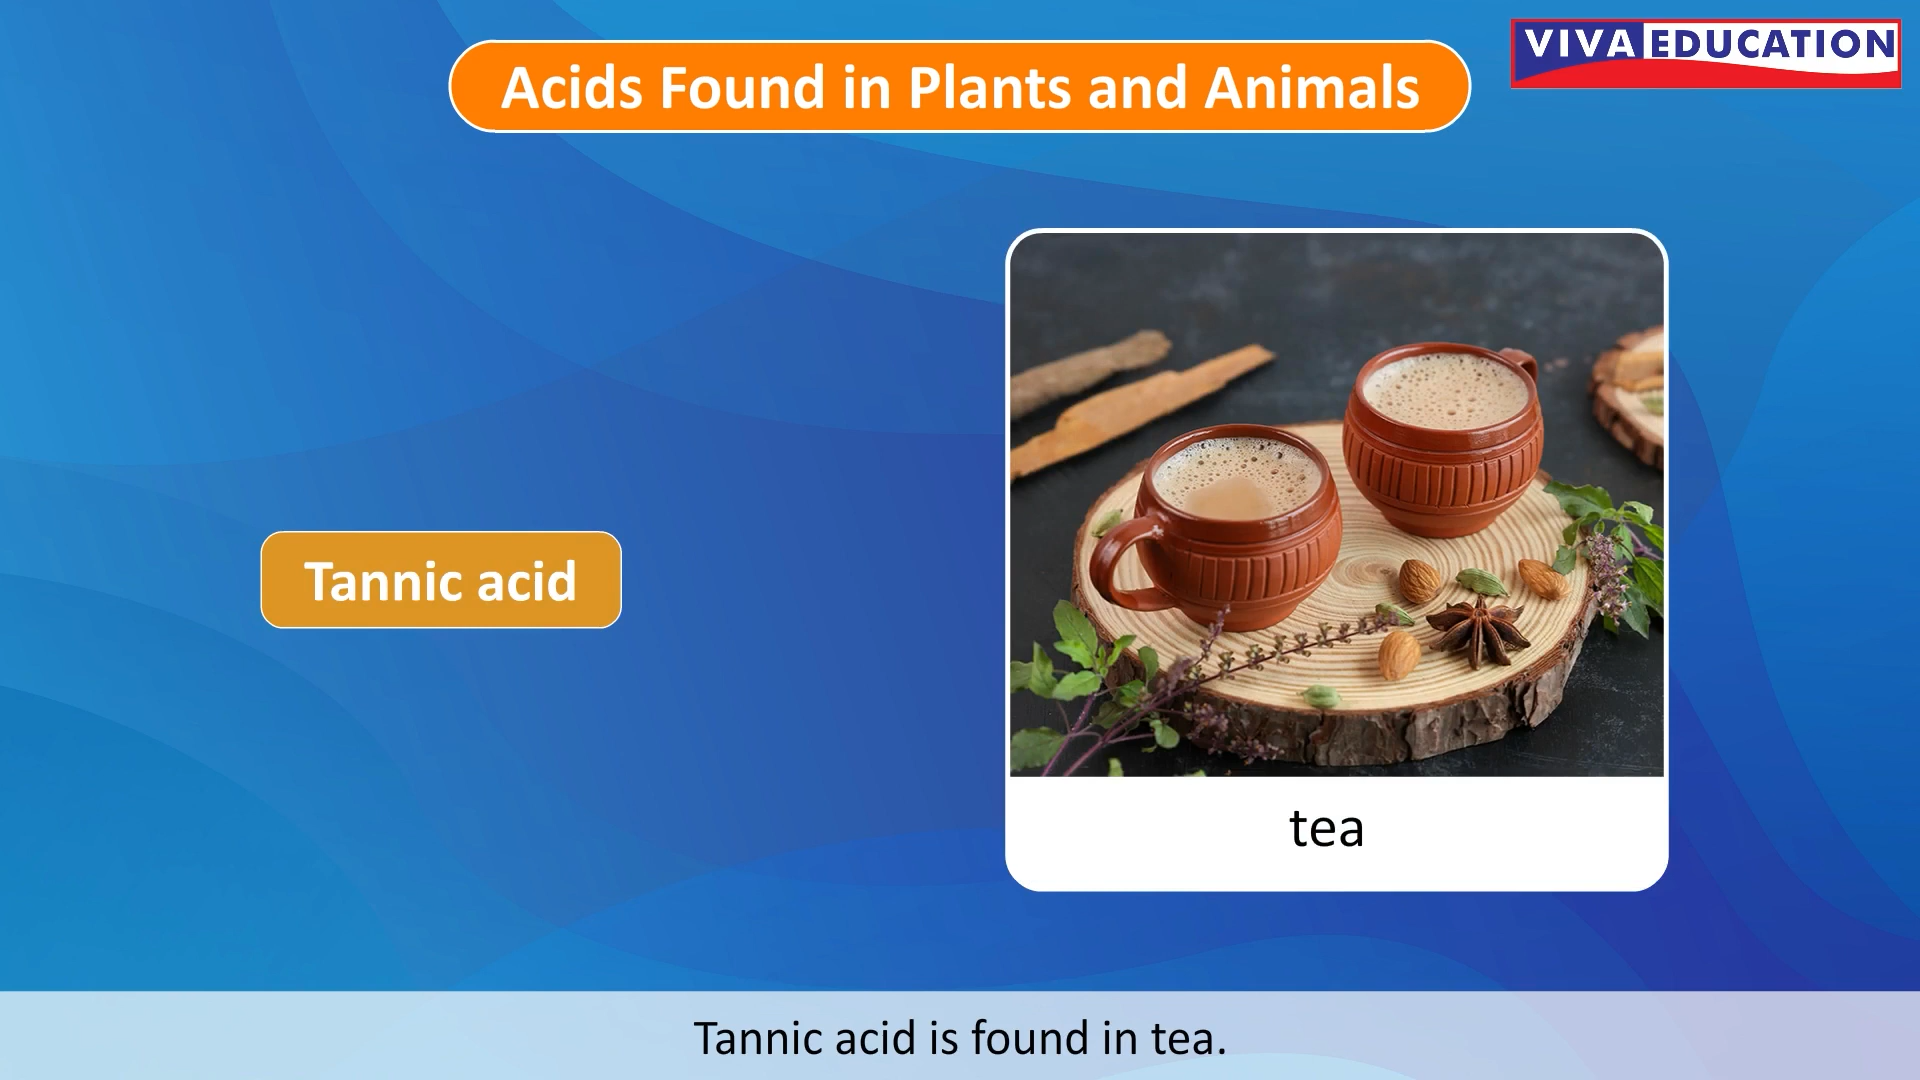 Acids Found in Plants and Animals
VIVA EDUCATION
Tannic acid
tea
Tannic acid is found in tea.